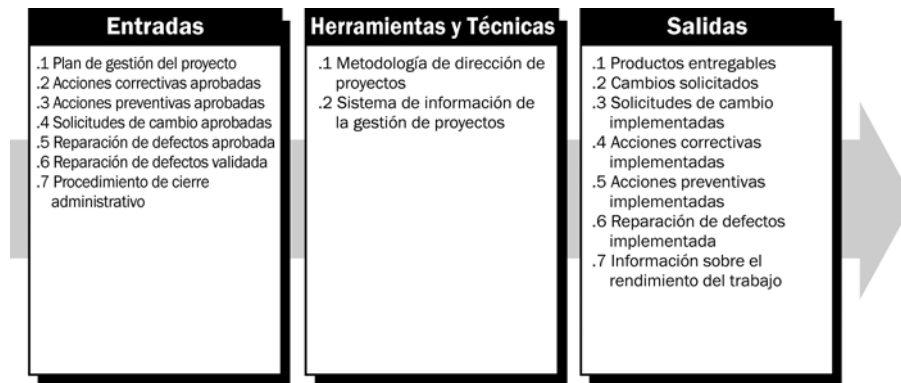 Entradas
.1 Plan de gestión del proyecto
.2 Acciones correctivas aprobadas
.3 Acciones preventivas aprobadas
.4 Solicitudes de cambio aprobadas
.5 Reparación de defectos aprobada
.6 Reparación de defectos validada
.7 Procedimiento de cierre
administrativo
Herramientas y Técnicas
.1 Metodología de dirección de
proyectos
.2 Sistema de información de
la gestión de proyectos
Salidas
.1 Productos entregables
.2 Cambios solicitados
.3 Solicitudes de cambio
implementadas
.4 Acciones correctivas
implementadas
.5 Acciones preventivas
implementadas
.6 Reparación de defectos
implementada
.7 Información sobre el
rendimiento del trabajo